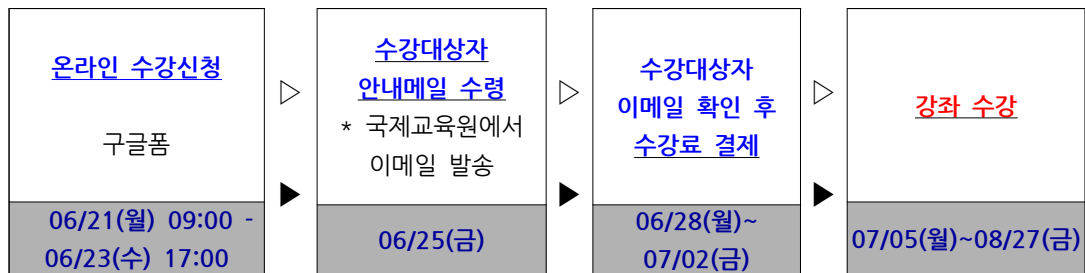 온라인 수강신청
구글폼
06/21(월) 09:00 -
06/23(수) 17:00
▷
▶
수강대상자
안내메일 수령
* 국제교육원에서
이메일 발송
06/25(금)
▷
▶
수강대상자
이메일 확인 후
수강료 결제
06/28(월)~
07/02(금)
▷
▶
강좌 수강
07/05(월)~08/27(금)